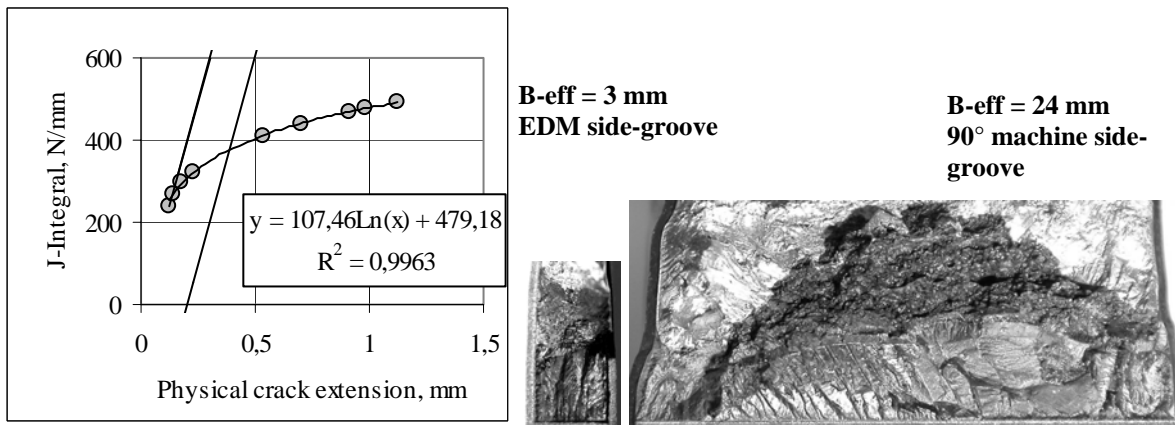 600
400
200
0
J-Integral, N/mm
y = 107,46Ln(x) + 479,18
R² = 0,9963
0 0,5 1 1,5
Physical crack extension, mm
B-eff = 3 mm
EDM side-groove
B-eff = 24 mm
90° machine side-
groove